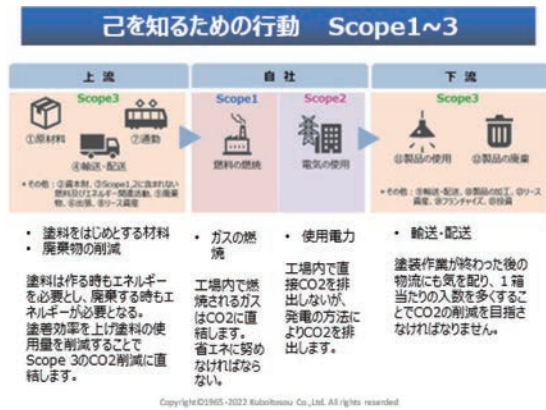 己を知るための行動　Scope1~3
上流
自社
下流
Scope3
Scope1
Scope2
Scope3
①原材料
⑦通勤
④輸送・配送
燃料の燃焼
電気の使用
⑪製品の使用
⑫製品の廃棄
*その他：②資本財、③Scope1,2に含まれない
燃料及びエネルギー関連活動、⑤廃棄
物、⑥出張、⑧リース資産
*その他：⑨輸送・配送、⑩製品の加工、⑬リース
資産、⑭フランチャイズ、⑮投資
• 塗料をはじめとする材料
• 廃棄物の削減
塗料は作る時もエネルギー
を必要とし、廃棄する時もエ
ネルギーが必要となる。
塗着効率を上げ塗料の使
用量を削減することで
Scope 3のCO2削減に直
結します。
• ガスの燃
焼
工場内で燃
焼されるガス
はCO2に直
結します。
省エネに努め
なければなら
ない。
• 使用電力
工場内で直
接CO2を排
出しないが、
発電の方法に
よりCO2を排
出します。
• 輸送・配送
塗装作業が終わった後の
物流にも気を配り、１箱
当たりの入数を多くするこ
とでCO2の削減を目指さ
なければなりません。
Copyright©1965-2022 Kuboitosou Co.,Ltd. All rights reserved